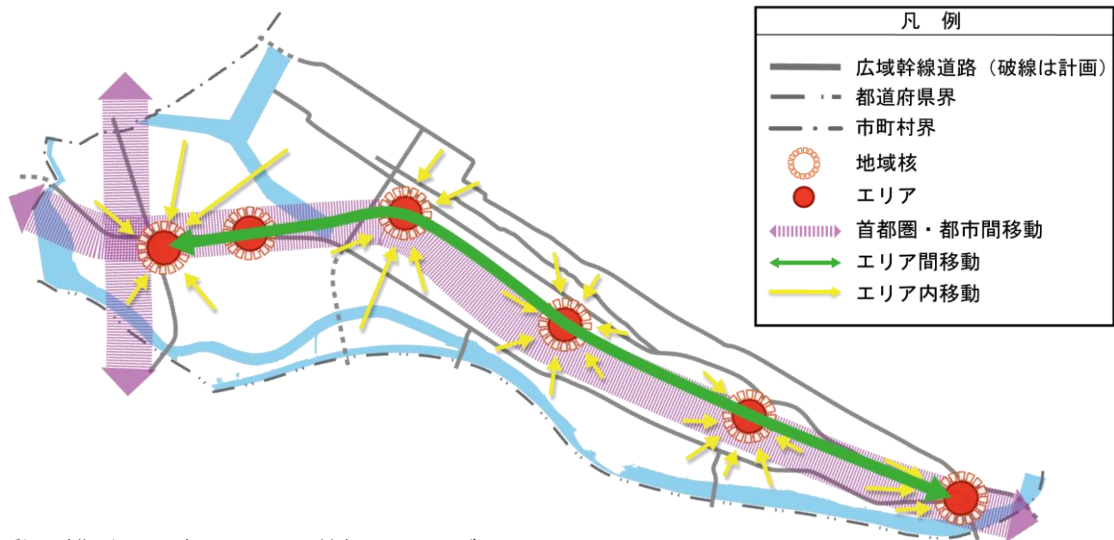 凡 例
広域幹線道路（破線は計画）
都道府県界
市町村界
地域核
エリア
首都圏・都市間移動
エリア間移動
エリア内移動